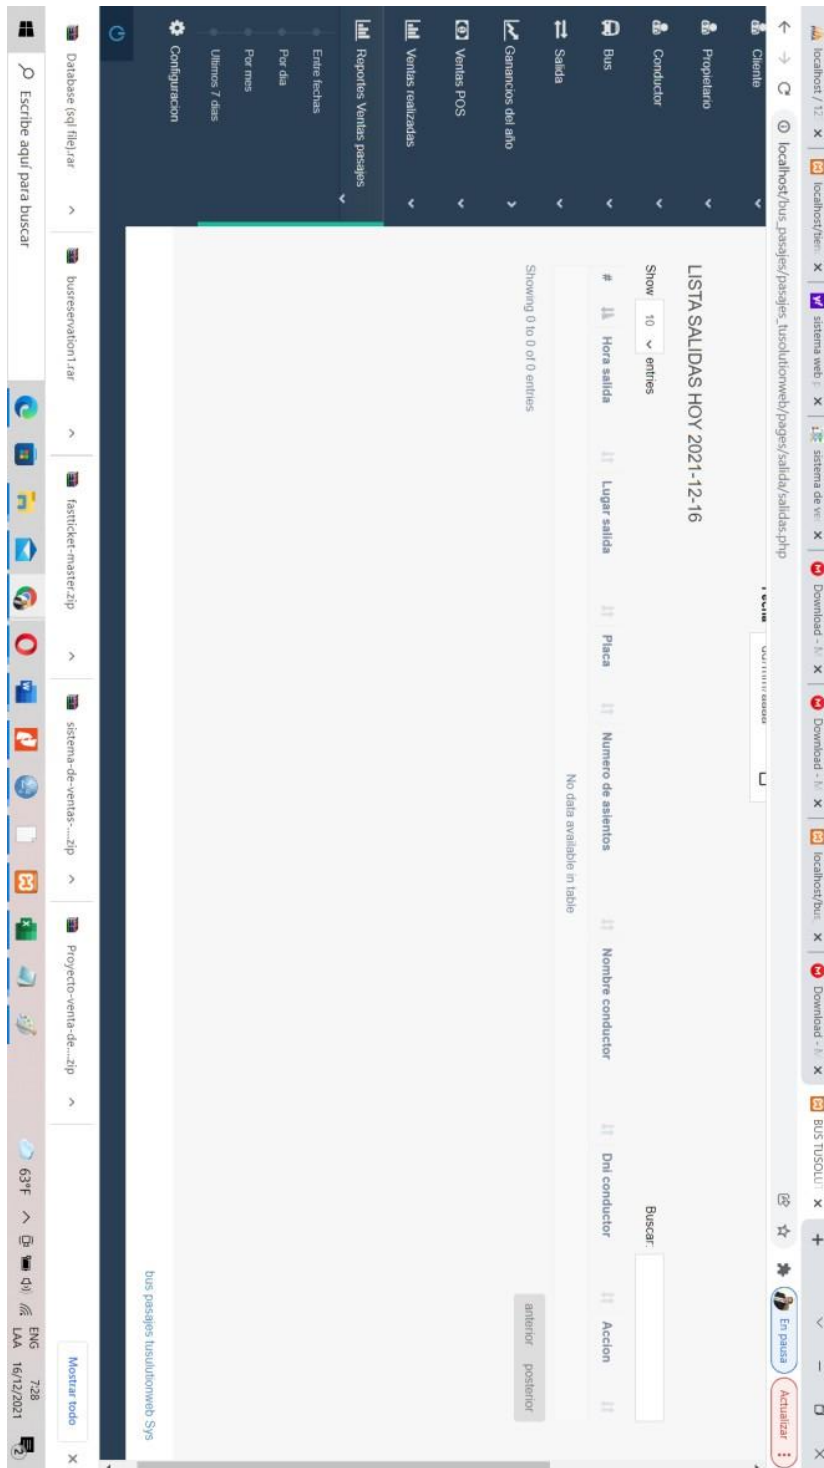 localhost / 12
localhost/tien
sistema web p
sistema de ve
Download - M
Download - M
localhost/bus
Download - M
BUS TUSOLUT
localhost/bus_pasajes/pasajes_tusolutionweb/pages/salida/salidas.php
En pausa
Actualizar
Cliente
Propietario
Conductor
Bus
Salida
Ganancios del año
Ventas POS
Ventas realizadas
Reportes Ventas pasajes
Entre fechas
Por dia
Por mes
Ultimos 7 dias
Configuracion
LISTA SALIDAS HOY 2021-12-16
Show 10 entries
Buscar:
# Hora salida Lugar salida Placa Numero de asientos Nombre conductor Dni conductor Accion
No data available in table
Showing 0 to 0 of 0 entries
anterior posterior
bus pasajes tusulutionweb Sys
Database (sql file).rar
busreservation1.rar
fastticket-master.zip
sistema-de-ventas-....zip
Proyecto-venta-de....zip
Mostrar todo
Escribe aquí para buscar
63°F
ENG
LAA
7:28
16/12/2021
2